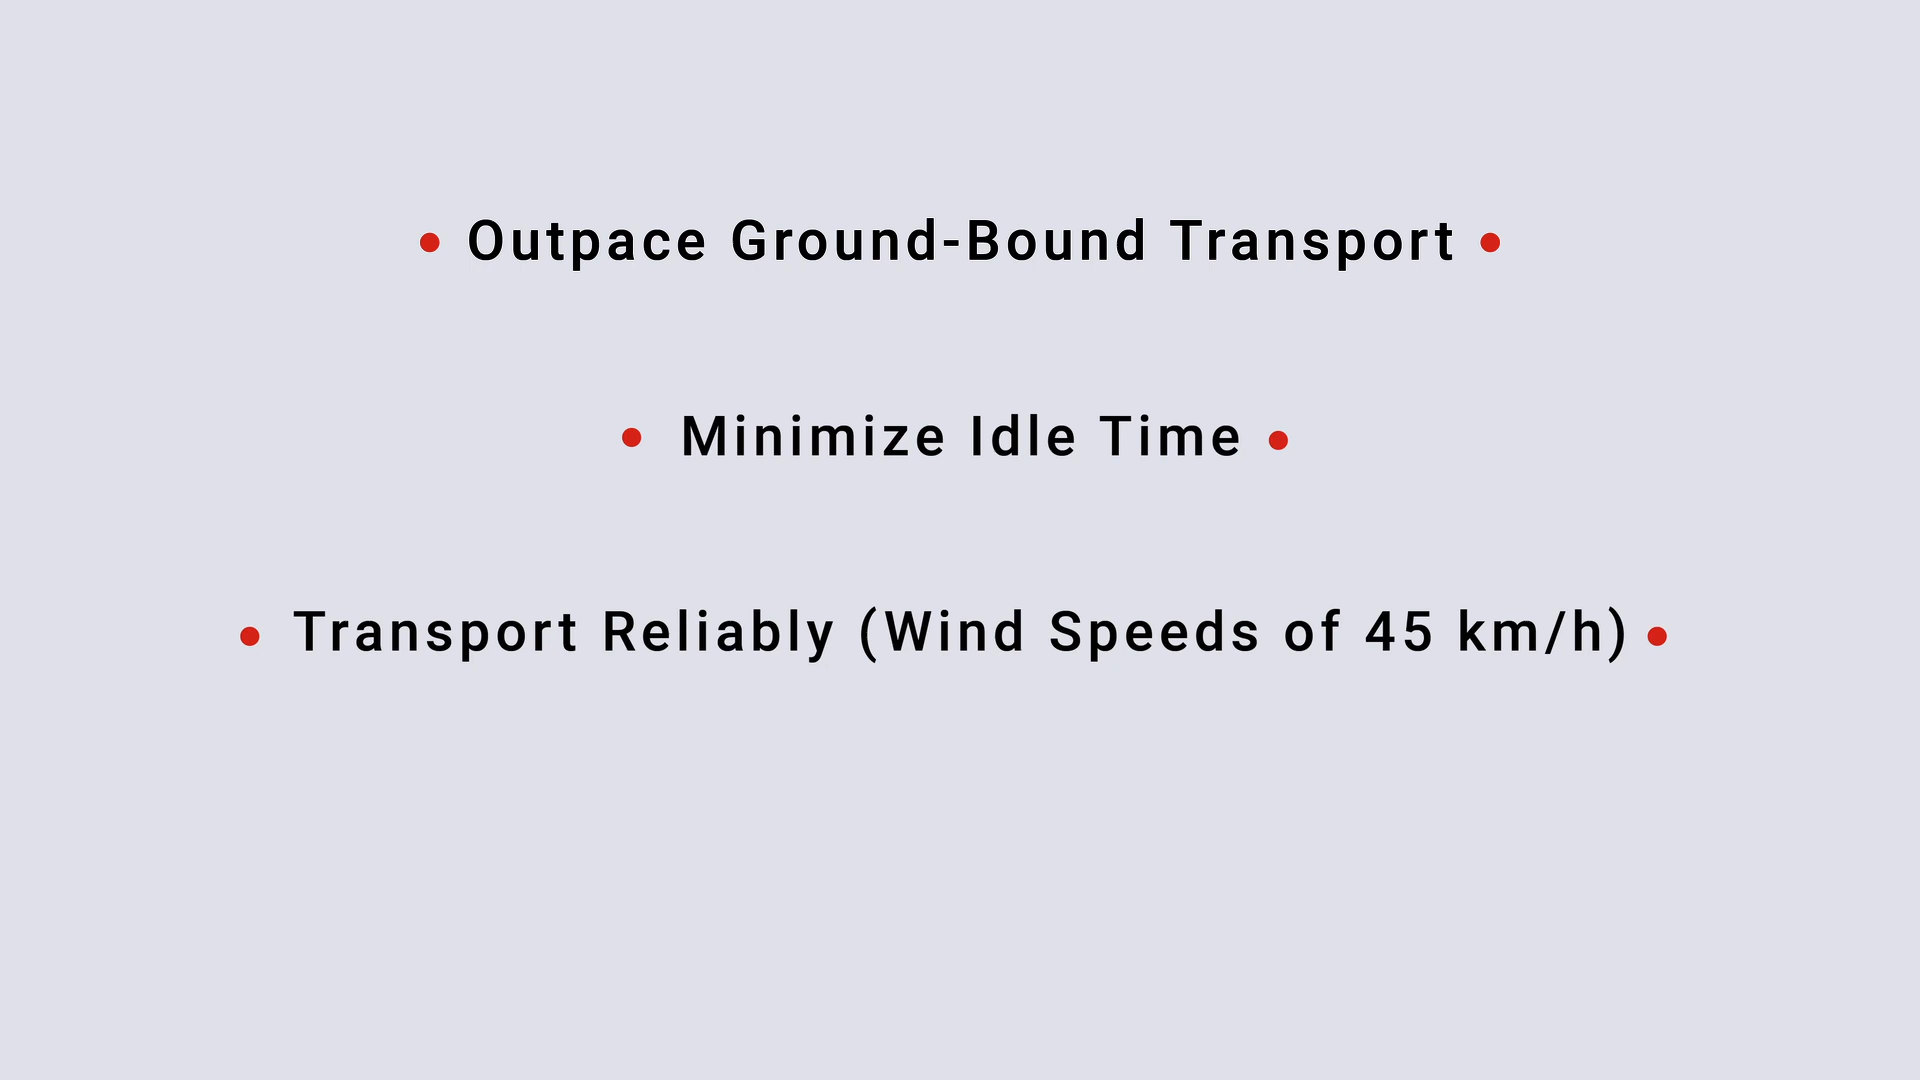 • Outpace Ground-Bound Transport •
• Minimize Idle Time •
• Transport Reliably (Wind Speeds of 45 km/h) •